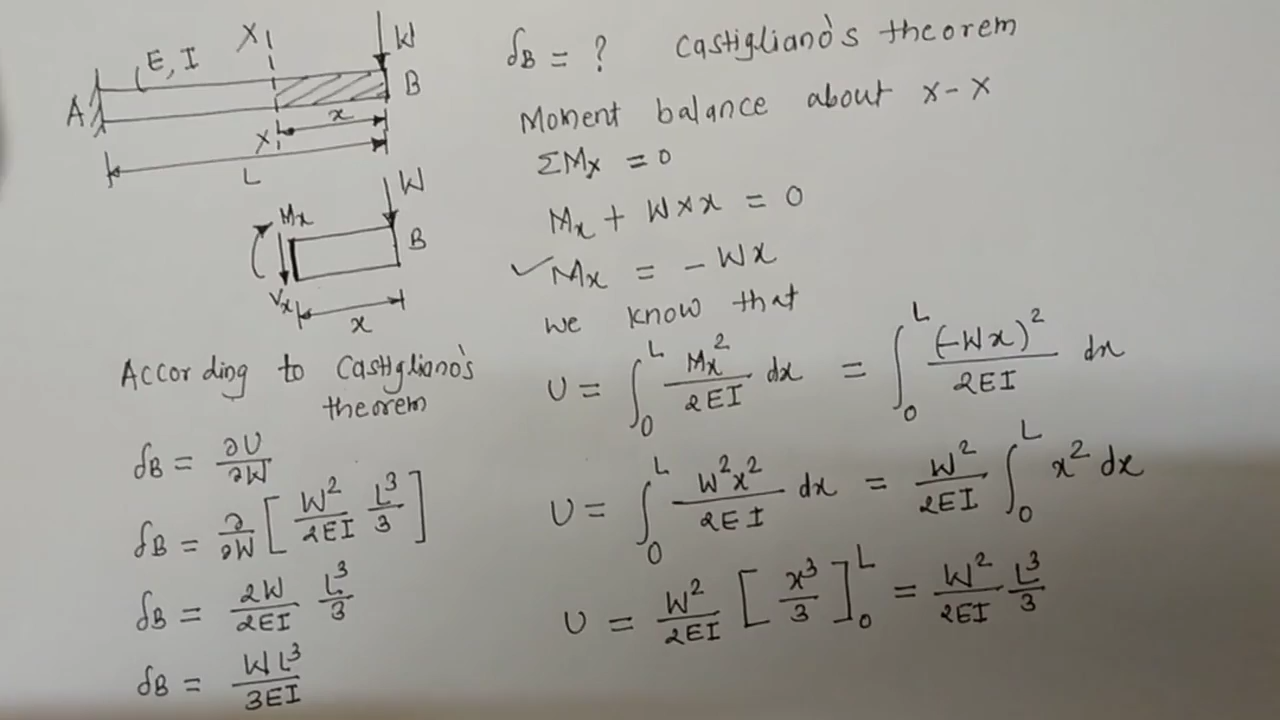 X
E, I
W
A
B
x
X
L
W
Mx
B
Vx
x
According to Castigliano's
theorem
δB = ∂U/∂W
δB = ∂/∂W [ W²/2EI L³/3 ]
δB = 2W/2EI L³/3
δB = WL³/3EI
δB = ? Castigliano's theorem
Moment balance about x-x
ΣMx = 0
Mx + W×x = 0
✓Mx = -Wx
We know that
U = ∫₀ᴸ Mx²/2EI dx = ∫₀ᴸ (-Wx)²/2EI dx
U = ∫₀ᴸ W²x²/2EI dx = W²/2EI ∫₀ᴸ x² dx
U = W²/2EI [ x³/3 ]₀ᴸ = W²/2EI L³/3